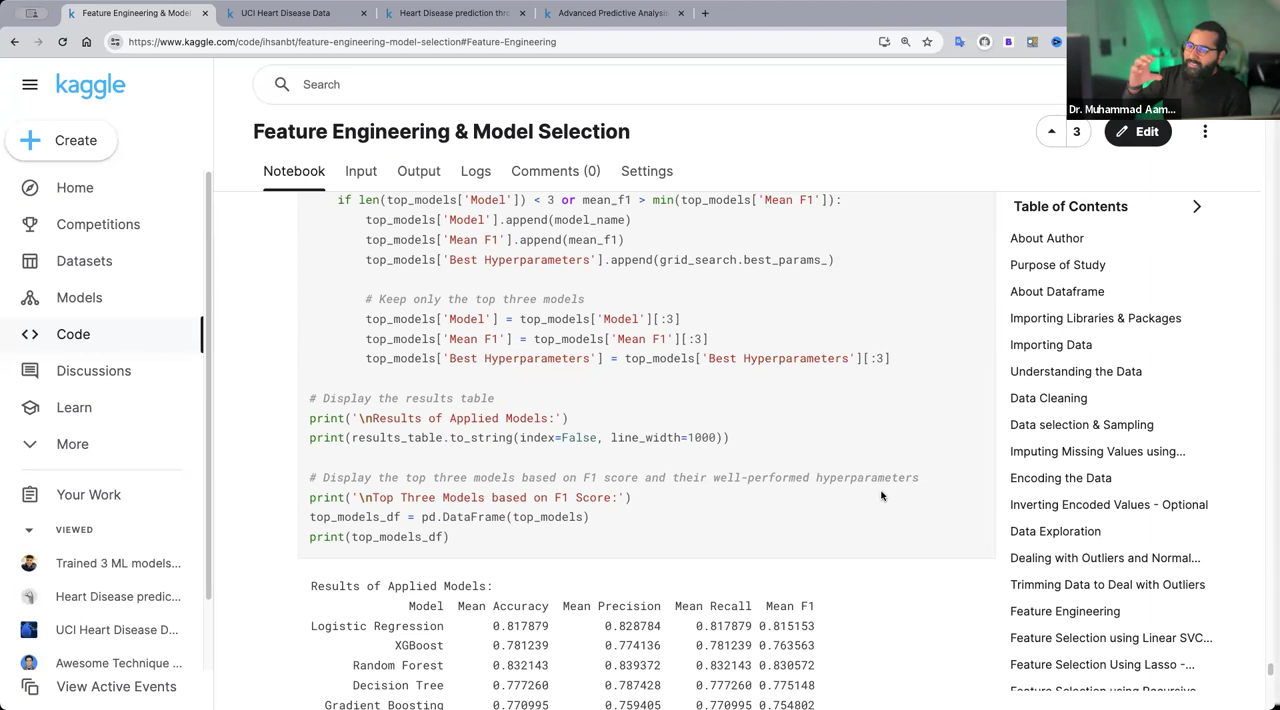 Feature Engineering & Model
UCI Heart Disease Data
Heart Disease prediction thro
Advanced Predictive Analysis
https://www.kaggle.com/code/ihsanbt/feature-engineering-model-selection#Feature-Engineering
Dr. Muhammad Aam...
kaggle
Search
Create
Home
Competitions
Datasets
Models
Code
Discussions
Learn
More
Your Work
VIEWED
Trained 3 ML models...
Heart Disease predic...
UCI Heart Disease D...
Awesome Technique ...
View Active Events
Feature Engineering & Model Selection
3
Edit
Notebook
Input
Output
Logs
Comments (0)
Settings
if len(top_models['Model']) < 3 or mean_f1 > min(top_models['Mean F1']):
top_models['Model'].append(model_name)
top_models['Mean F1'].append(mean_f1)
top_models['Best Hyperparameters'].append(grid_search.best_params_)
# Keep only the top three models
top_models['Model'] = top_models['Model'][:3]
top_models['Mean F1'] = top_models['Mean F1'][:3]
top_models['Best Hyperparameters'] = top_models['Best Hyperparameters'][:3]
# Display the results table
print('\nResults of Applied Models:')
print(results_table.to_string(index=False, line_width=1000))
# Display the top three models based on F1 score and their well-performed hyperparameters
print('\nTop Three Models based on F1 Score:')
top_models_df = pd.DataFrame(top_models)
print(top_models_df)
Results of Applied Models:
Model Mean Accuracy Mean Precision Mean Recall Mean F1
Logistic Regression 0.817879 0.828784 0.817879 0.815153
XGBoost 0.781239 0.774136 0.781239 0.763563
Random Forest 0.832143 0.839372 0.832143 0.830572
Decision Tree 0.777260 0.787428 0.777260 0.775148
Gradient Boosting 0.770995 0.759405 0.770995 0.754802
Table of Contents
About Author
Purpose of Study
About Dataframe
Importing Libraries & Packages
Importing Data
Understanding the Data
Data Cleaning
Data selection & Sampling
Imputing Missing Values using...
Encoding the Data
Inverting Encoded Values - Optional
Data Exploration
Dealing with Outliers and Normal...
Trimming Data to Deal with Outliers
Feature Engineering
Feature Selection using Linear SVC...
Feature Selection Using Lasso -...
Feature Selection using Recursive